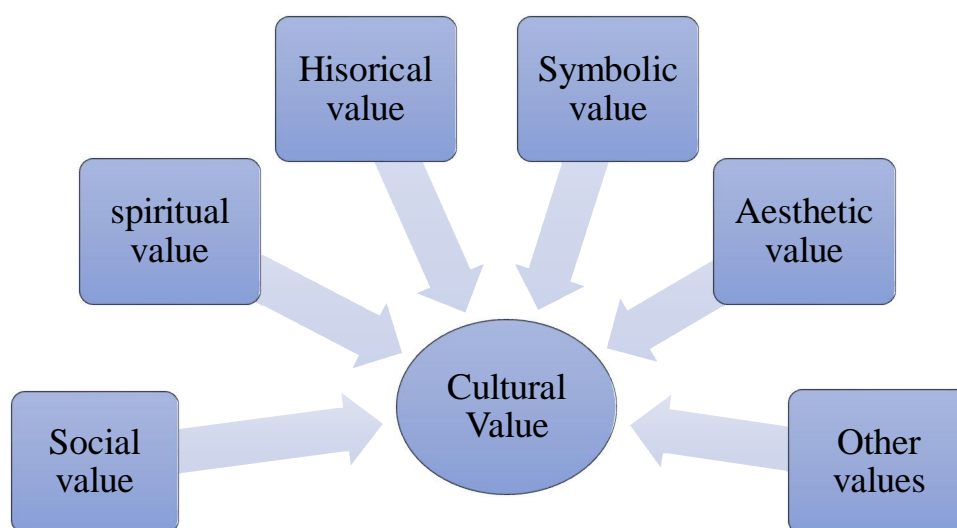 Hisorical
value
Symbolic
value
spiritual
value
Aesthetic
value
Cultural
Value
Social
value
Other
values